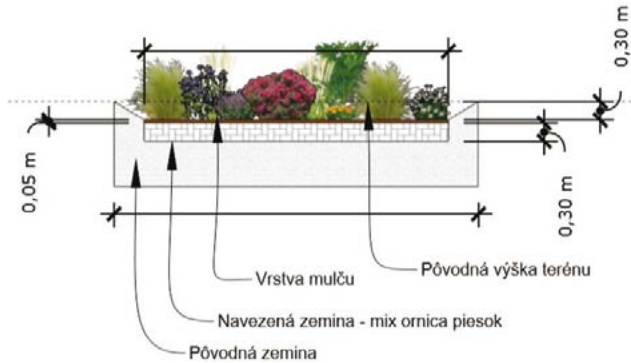 0,30 m
0,05 m
0,30 m
Pôvodná výška terénu
Vrstva mulču
Navezená zemina - mix ornica piesok
Pôvodná zemina